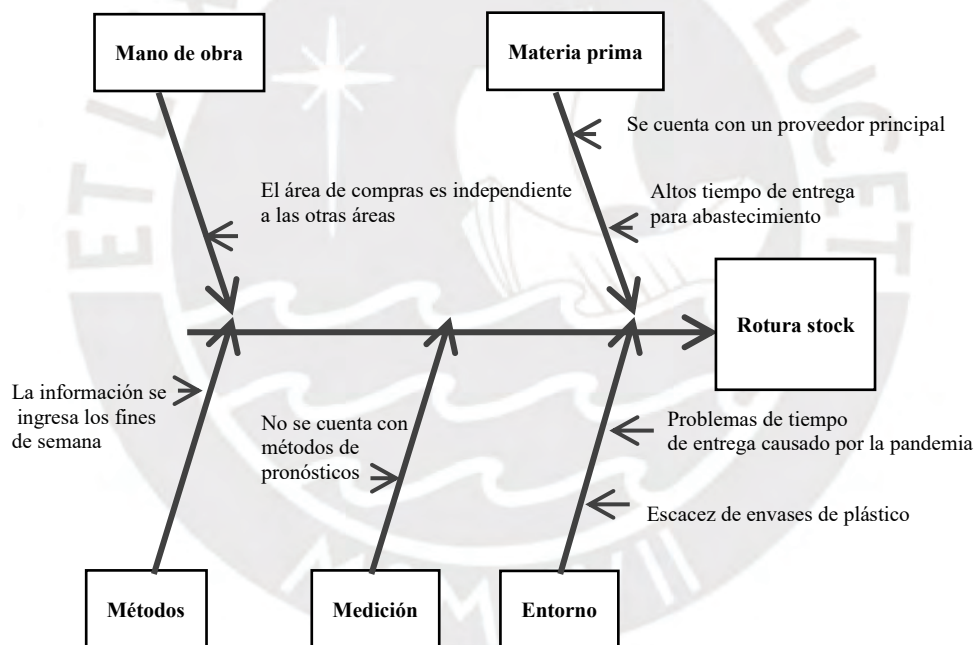 Mano de obra
Materia prima
Se cuenta con un proveedor principal
El área de compras es independiente
a las otras áreas
Altos tiempo de entrega
para abastecimiento
Rotura stock
La información se
ingresa los fines
de semana
No se cuenta con
métodos de
pronósticos
Problemas de tiempo
de entrega causado por la pandemia
Escacez de envases de plástico
Métodos
Medición
Entorno
ET
LUCET